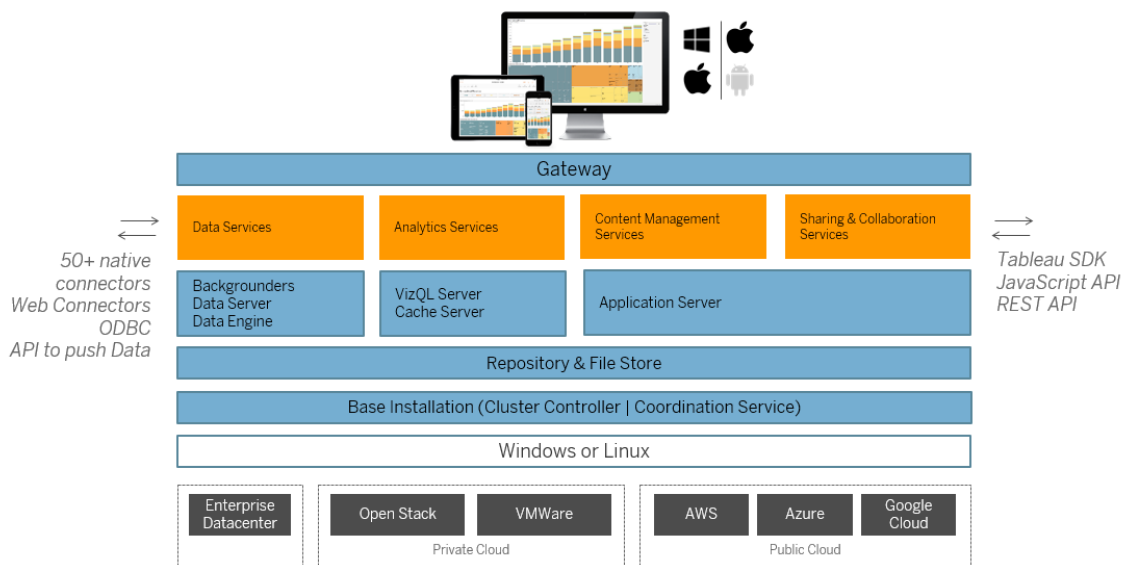 Gateway
Data Services
Analytics Services
Content Management
Services
Sharing & Collaboration
Services
50+ native
connectors
Web Connectors
ODBC
API to push Data
Tableau SDK
JavaScript API
REST API
Backgrounders
Data Server
Data Engine
VizQL Server
Cache Server
Application Server
Repository & File Store
Base Installation (Cluster Controller | Coordination Service)
Windows or Linux
Enterprise
Datacenter
Open Stack
VMWare
Private Cloud
AWS
Azure
Google
Cloud
Public Cloud